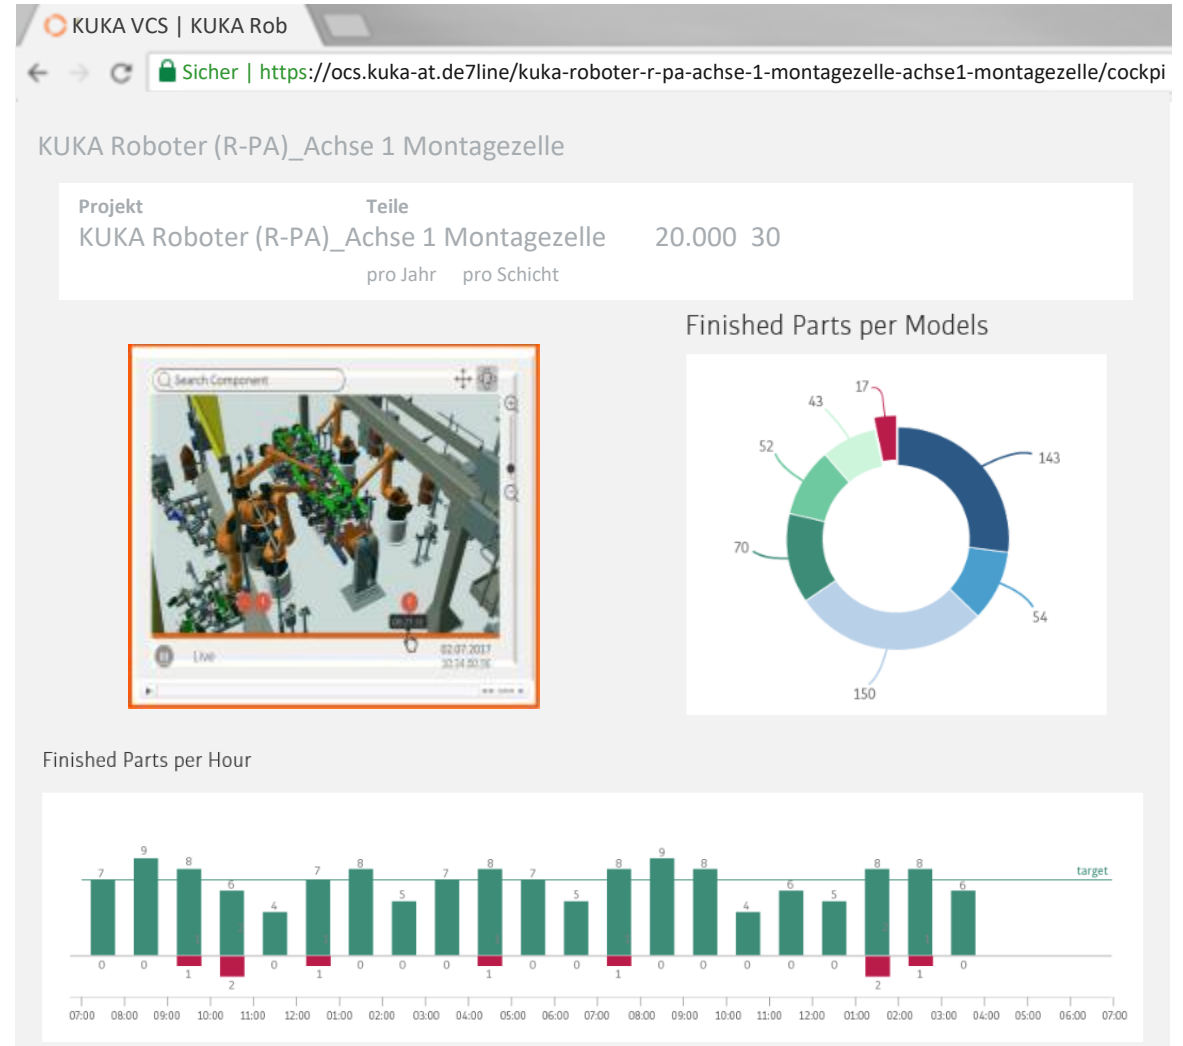 KUKA VCS | KUKA Rob
Sicher | https://ocs.kuka-at.de7line/kuka-roboter-r-pa-achse-1-montagezelle-achse1-montagezelle/cockpi
KUKA Roboter (R-PA)_Achse 1 Montagezelle
Projekt Teile
KUKA Roboter (R-PA)_Achse 1 Montagezelle 20.000 30
pro Jahr pro Schicht
Search Component
Live
02.07.2017
Finished Parts per Models
17
43
143
52
70
54
150
Finished Parts per Hour
7 9 8 6 4 7 8 5 7 8 7 5 8 9 8 4 6 5 8 8 6
target
0 0 1 2 0 1 0 0 0 1 0 0 1 0 0 0 0 0 2 1 0
07:00 08:00 09:00 10:00 11:00 12:00 01:00 02:00 03:00 04:00 05:00 06:00 07:00 08:00 09:00 10:00 11:00 12:00 01:00 02:00 03:00 04:00 05:00 06:00 07:00